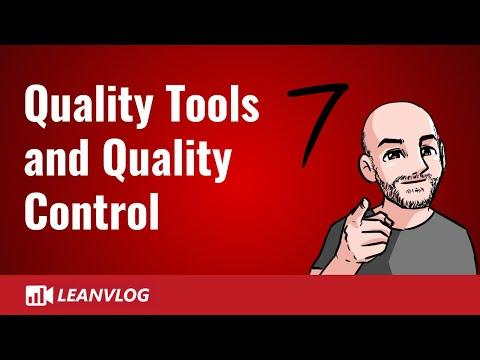 Quality Tools
and Quality
Control
7
LEANVLOG